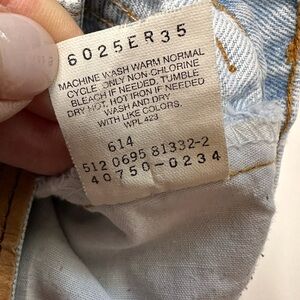 6025ER35
MACHINE WASH WARM NORMAL
CYCLE. ONLY NON-CHLORINE
BLEACH IF NEEDED. TUMBLE
DRY HOT. HOT IRON IF NEEDED
WASH AND DRY
WITH LIKE COLORS.
WPL 423
614
512 0695 81332-2
40750-0234